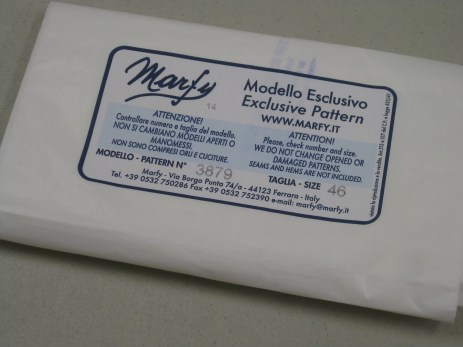 Marfy
14
Modello Esclusivo
Exclusive Pattern
WWW.MARFY.IT
ATTENZIONE!
Controllare numero e taglia del modello.
NON SI CAMBIANO MODELLI APERTI O
MANOMESSI.
NON SONO COMPRESI ORLI E CUCITURE.
ATTENTION!
Please, check number and size.
WE DO NOT CHANGE OPENED OR
DAMAGED PATTERNS.
SEAMS AND HEMS ARE NOT INCLUDED.
MODELLO - PATTERN N° 3879
TAGLIA - SIZE 46
Marfy - Via Borgo Punta 74/a - 44123 Ferrara - Italy
Tel. +39 0532 750286 Fax +39 0532 752390 e-mail: marfy@marfy.it